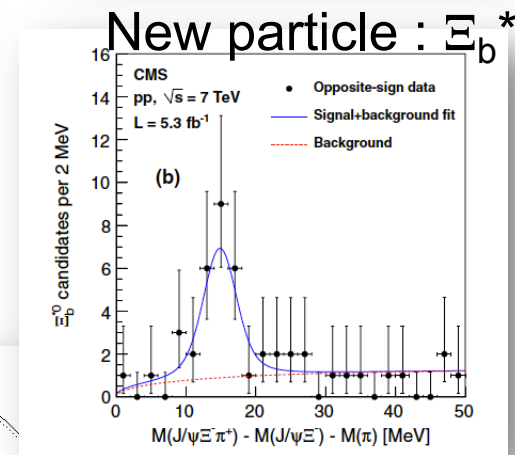 New particle : Ξb*
16
14
12
10
8
6
4
2
0
Ξb*0 candidates per 2 MeV
CMS
pp, √s = 7 TeV
L = 5.3 fb-1
(b)
Opposite-sign data
Signal+background fit
Background
0 10 20 30 40 50
M(J/ψΞ-π+) - M(J/ψΞ-) - M(π) [MeV]